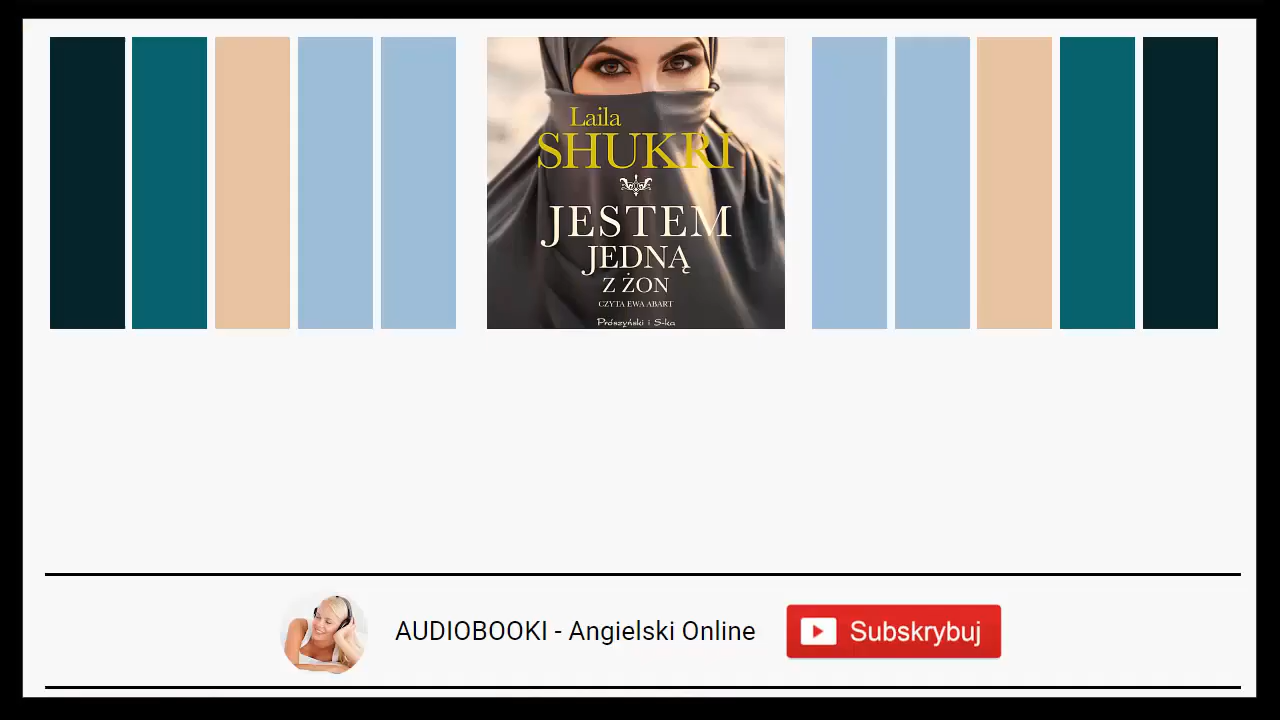 Laila
SHUKRI
JESTEM
JEDNĄ
Z ŻON
CZYTA EWA ABART
Prószyński i S-ka
AUDIOBOOKI - Angielski Online
Subskrybuj